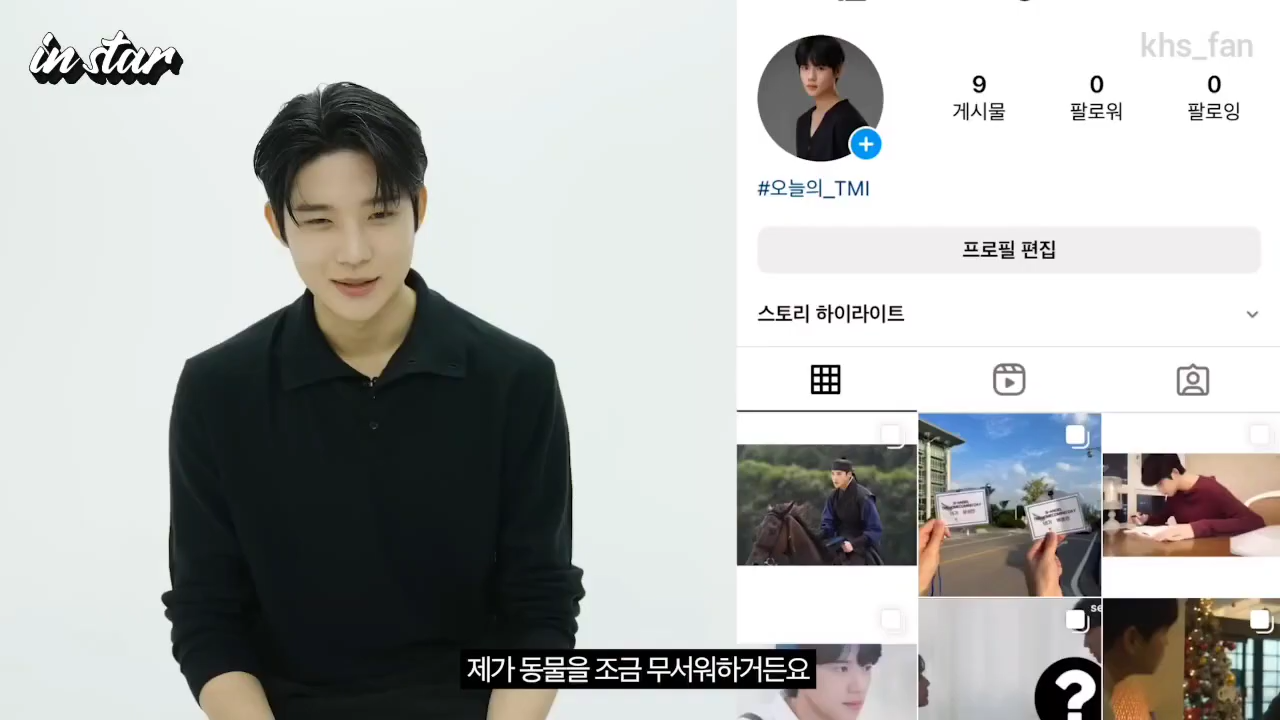 in star
khs_fan
9
게시물
0
팔로워
0
팔로잉
#오늘의_TMI
프로필 편집
스토리 하이라이트
se
?
제가 동물을 조금 무서워하거든요